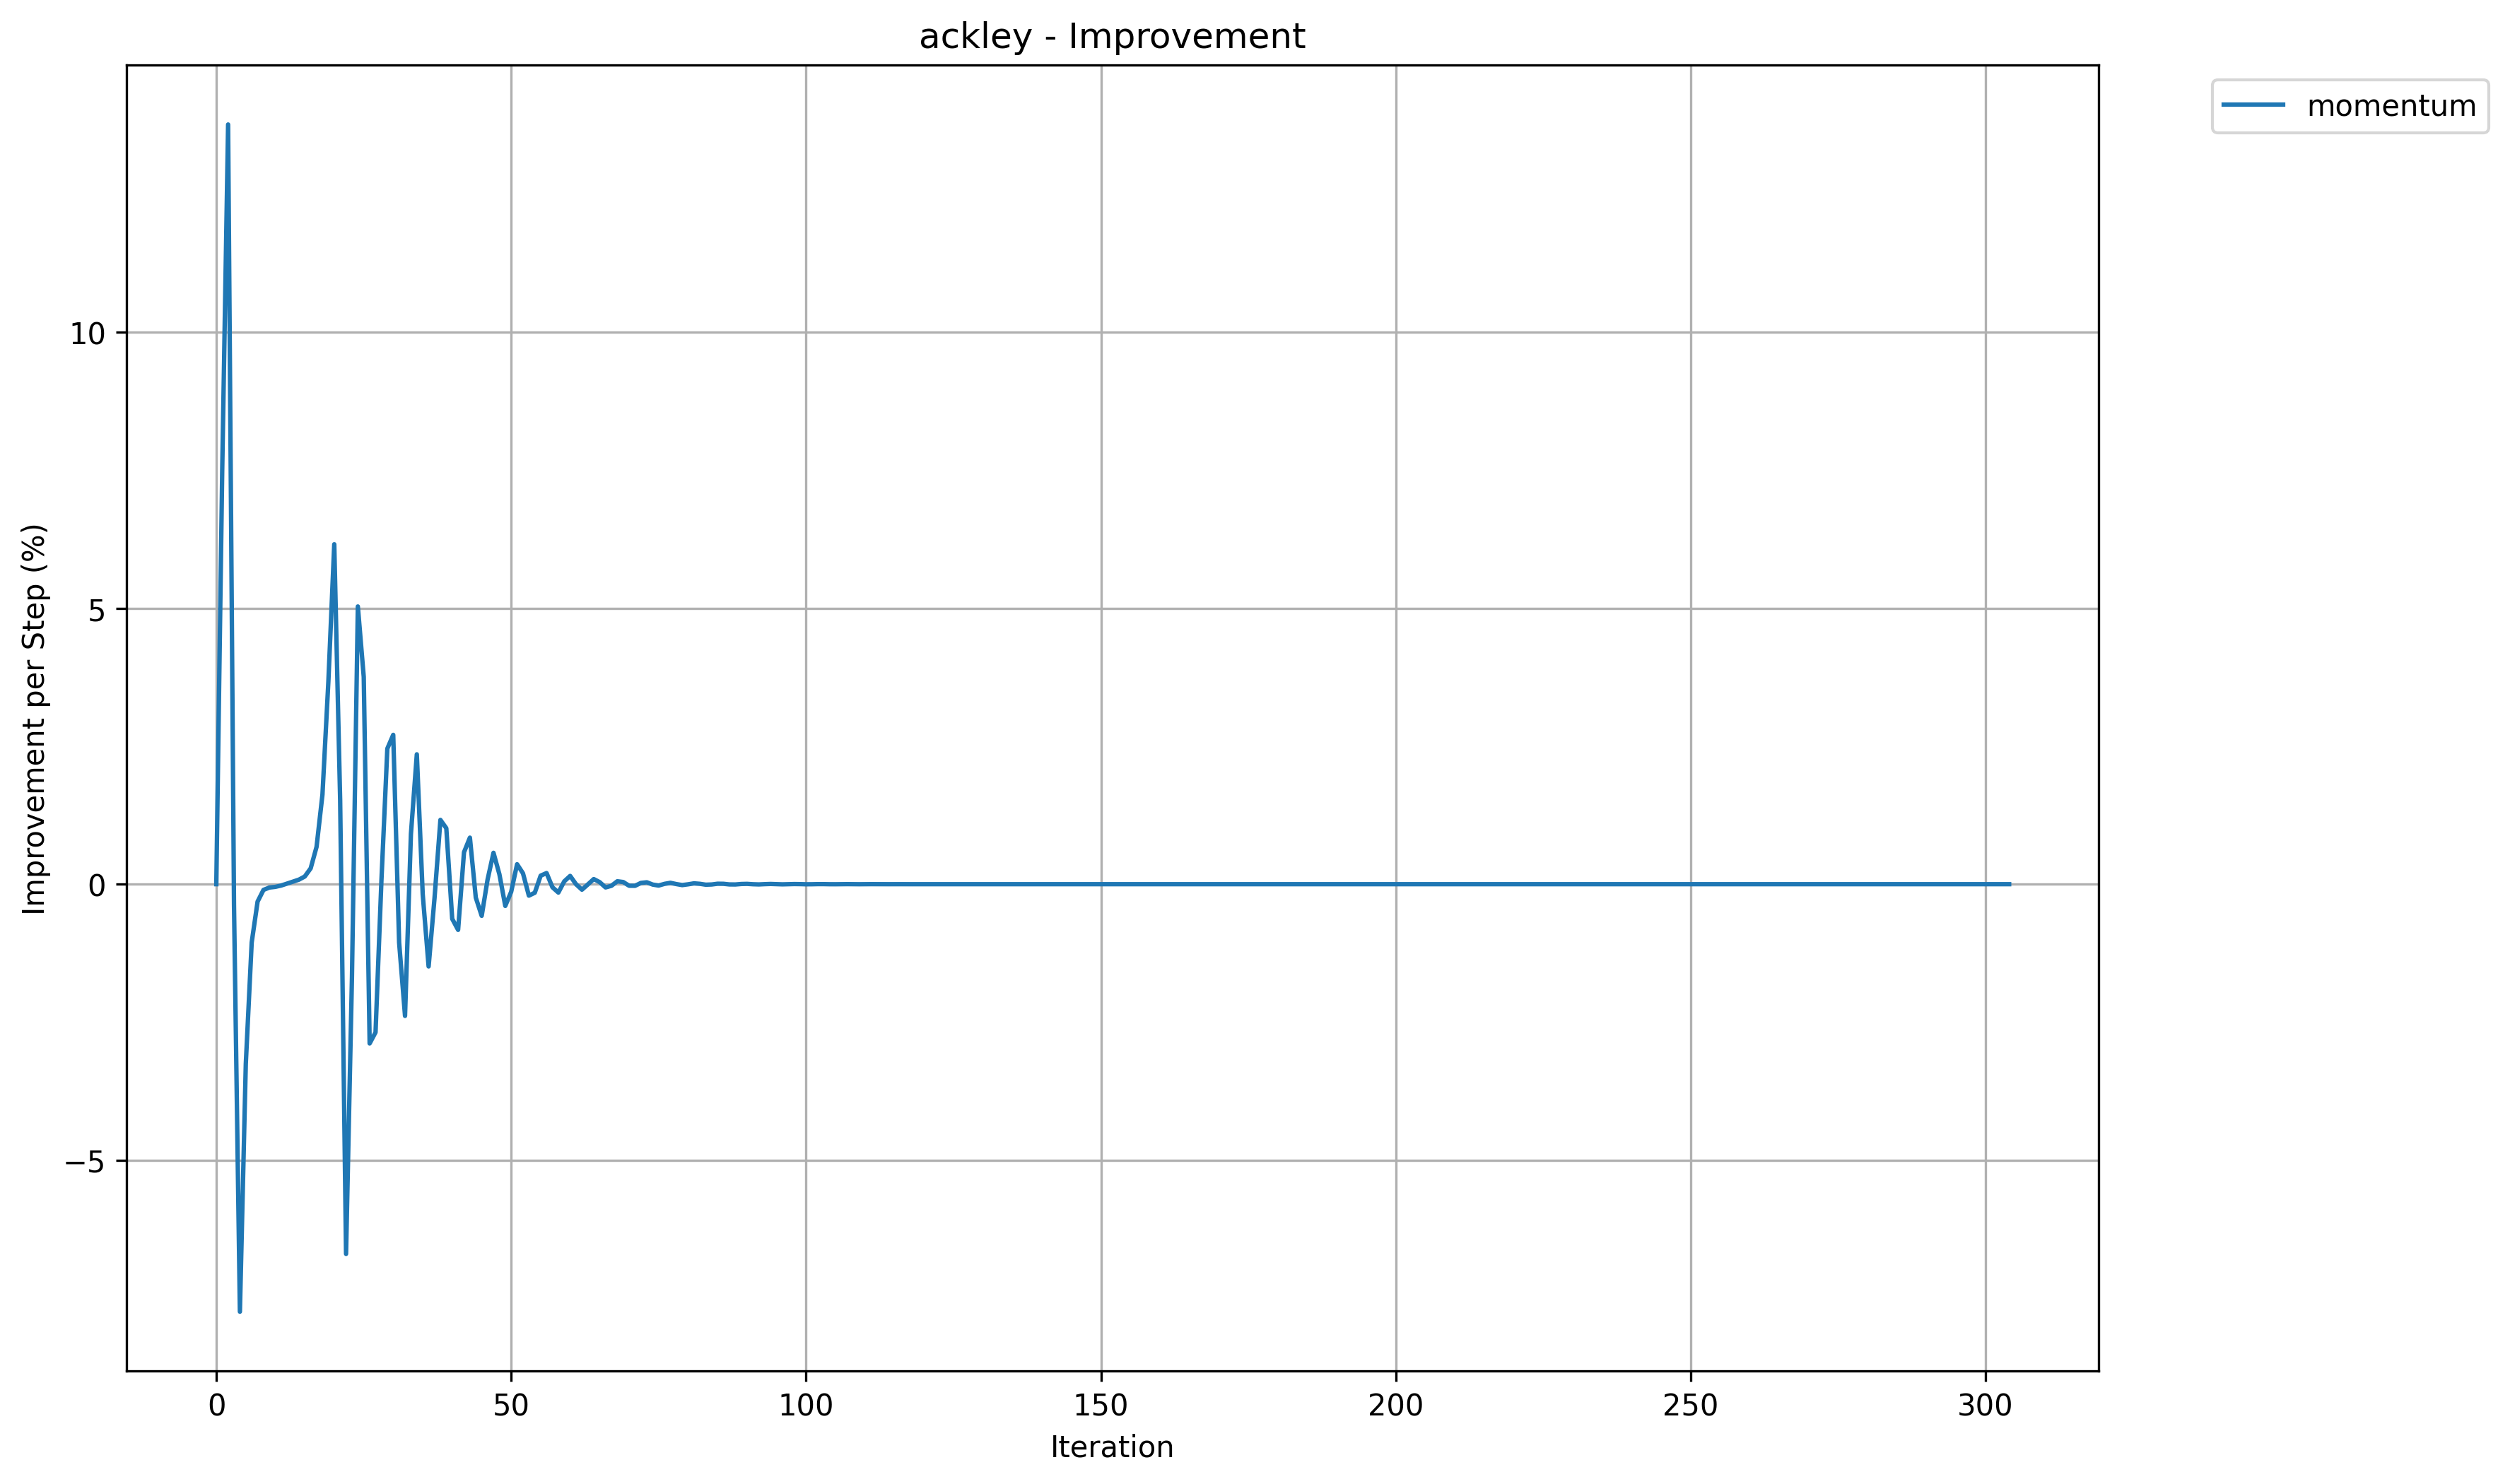 ackley - Improvement
momentum
Improvement per Step (%)
10
5
0
−5
0 50 100 150 200 250 300
Iteration